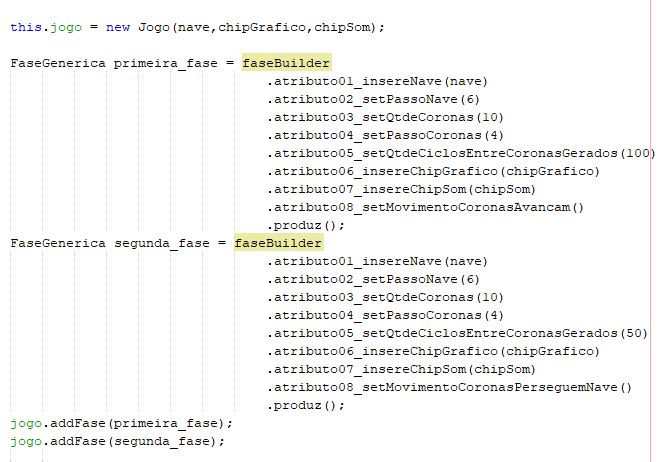 this.jogo = new Jogo(nave,chipGrafico,chipSom);
FaseGenerica primeira_fase = faseBuilder
.atributo01_insereNave(nave)
.atributo02_setPassoNave(6)
.atributo03_setQtdeCoronas(10)
.atributo04_setPassoCoronas(4)
.atributo05_setQtdeCiclosEntreCoronasGerados(100)
.atributo06_insereChipGrafico(chipGrafico)
.atributo07_insereChipSom(chipSom)
.atributo08_setMovimentoCoronasAvancam()
.produz();
FaseGenerica segunda_fase = faseBuilder
.atributo01_insereNave(nave)
.atributo02_setPassoNave(6)
.atributo03_setQtdeCoronas(10)
.atributo04_setPassoCoronas(4)
.atributo05_setQtdeCiclosEntreCoronasGerados(50)
.atributo06_insereChipGrafico(chipGrafico)
.atributo07_insereChipSom(chipSom)
.atributo08_setMovimentoCoronasPerseguemNave()
.produz();
jogo.addFase(primeira_fase);
jogo.addFase(segunda_fase);